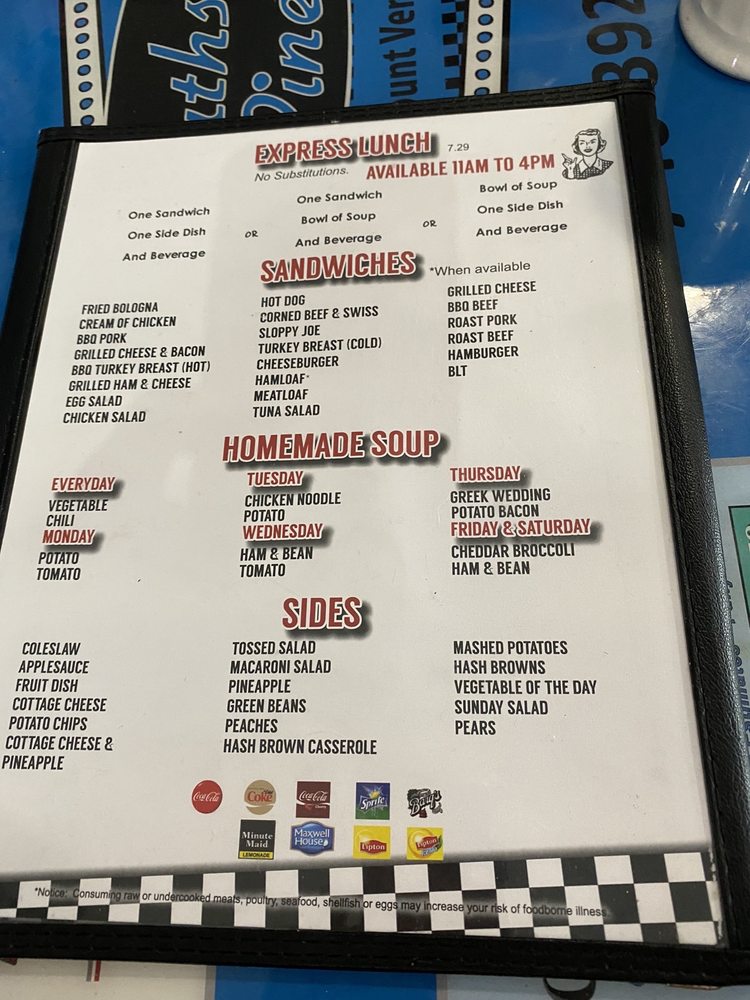 uths
Dine
ount Ver
392
EXPRESS LUNCH 7.29
No Substitutions. AVAILABLE 11AM TO 4PM
One Sandwich
One Side Dish
And Beverage
OR
One Sandwich
Bowl of Soup
And Beverage
OR
Bowl of Soup
One Side Dish
And Beverage
SANDWICHES *When available
FRIED BOLOGNA
CREAM OF CHICKEN
BBQ PORK
GRILLED CHEESE & BACON
BBQ TURKEY BREAST (HOT)
GRILLED HAM & CHEESE
EGG SALAD
CHICKEN SALAD
HOT DOG
CORNED BEEF & SWISS
SLOPPY JOE
TURKEY BREAST (COLD)
CHEESEBURGER
HAMLOAF*
MEATLOAF
TUNA SALAD
GRILLED CHEESE
BBQ BEEF
ROAST PORK
ROAST BEEF
HAMBURGER
BLT
HOMEMADE SOUP
EVERYDAY
VEGETABLE
CHILI
MONDAY
POTATO
TOMATO
TUESDAY
CHICKEN NOODLE
POTATO
WEDNESDAY
HAM & BEAN
TOMATO
THURSDAY
GREEK WEDDING
POTATO BACON
FRIDAY & SATURDAY
CHEDDAR BROCCOLI
HAM & BEAN
SIDES
COLESLAW
APPLESAUCE
FRUIT DISH
COTTAGE CHEESE
POTATO CHIPS
COTTAGE CHEESE &
PINEAPPLE
TOSSED SALAD
MACARONI SALAD
PINEAPPLE
GREEN BEANS
PEACHES
HASH BROWN CASSEROLE
MASHED POTATOES
HASH BROWNS
VEGETABLE OF THE DAY
SUNDAY SALAD
PEARS
Coca-Cola
Coke
Coca-Cola
Sprite
Barq's
Minute Maid LEMONADE
Maxwell House
Lipton
Lipton
*Notice: Consuming raw or undercooked meats, poultry, seafood, shellfish or eggs may increase your risk of foodborne illness